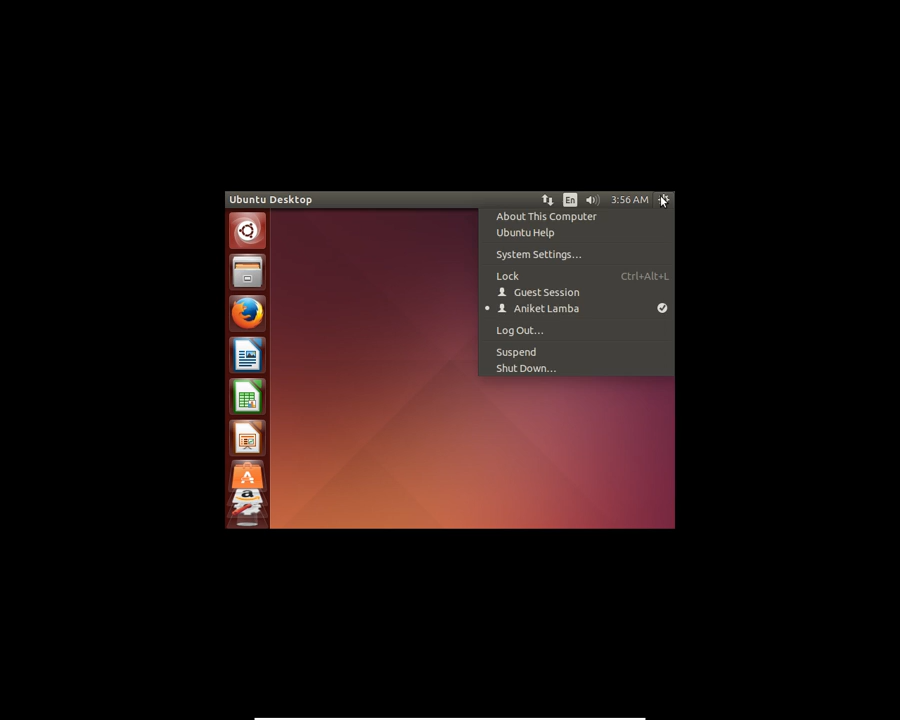 Ubuntu Desktop En 3:56 AM
About This Computer
Ubuntu Help
System Settings...
Lock Ctrl+Alt+L
Guest Session
Aniket Lamba
Log Out...
Suspend
Shut Down...